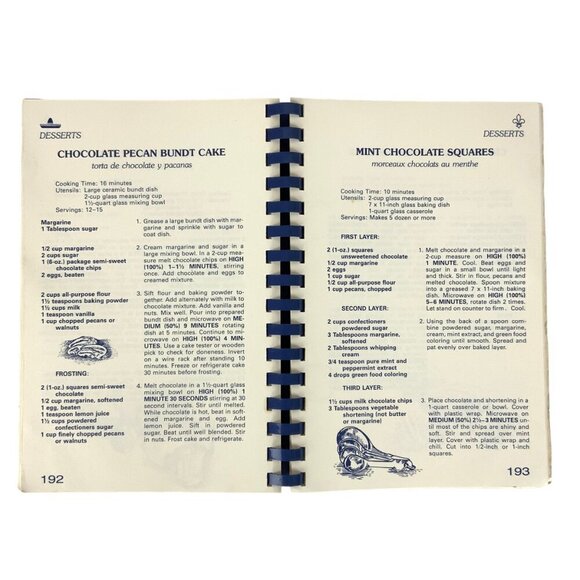 DESSERTS
CHOCOLATE PECAN BUNDT CAKE
torta de chocolate y pacanas
Cooking Time: 16 minutes
Utensils: Large ceramic bundt dish
2-cup glass measuring cup
1½-quart glass mixing bowl
Servings: 12–15
Margarine
1 Tablespoon sugar
1. Grease a large bundt dish with mar-
garine and sprinkle with sugar to
coat dish.
1/2 cup margarine
2 cups sugar
1 (6-oz.) package semi-sweet
chocolate chips
2 eggs, beaten
2. Cream margarine and sugar in a
large mixing bowl. In a 2-cup mea-
sure melt chocolate chips on HIGH
(100%) 1–1½ MINUTES, stirring
once. Add chocolate to creamed
mixture. Add eggs.
2 cups all-purpose flour
1½ teaspoons baking powder
1½ cups milk
1 teaspoon vanilla
1 cup chopped pecans or
walnuts
3. Sift flour and baking powder to-
gether. Add alternately with milk to
chocolate mixture. Add vanilla and
nuts. Mix well. Pour into prepared
bundt dish and microwave on ME-
DIUM (50%) 9 MINUTES rotating
dish at 5 minutes. Continue to mi-
crowave on HIGH (100%) 4 MIN-
UTES. Use a cake tester or wooden
pick to check for doneness. Invert
on a wire rack after standing 10
minutes. Freeze or refrigerate cake
30 minutes before frosting.
FROSTING:
2 (1-oz.) squares semi-sweet
chocolate
1/2 cup margarine, softened
1 egg, beaten
1 teaspoon lemon juice
1½ cups powdered
confectioners sugar
1 cup finely chopped pecans
or walnuts
4. Melt chocolate in a 1½-quart glass
mixing bowl on HIGH (100%) 1
MINUTE 30 SECONDS stirring at 30
second intervals. Stir until melted.
While chocolate is hot, beat in soft-
ened margarine and egg. Add
lemon juice. Sift in powdered
sugar. Beat until well blended. Stir
in nuts. Frost cake and refrigerate.
192
DESSERTS
MINT CHOCOLATE SQUARES
morceaux chocolats au menthe
Cooking Time: 10 minutes
Utensils: 2-cup glass measuring cup
7 x 11-inch glass baking dish
1-quart glass casserole
Servings: Makes 5 dozen or more
FIRST LAYER:
2 (1-oz.) squares
unsweetened chocolate
1/2 cup margarine
2 eggs
1 cup sugar
1/2 cup all-purpose flour
1 cup pecans, chopped
1. Melt chocolate and margarine in a
2-cup measure on HIGH (100%)
1 MINUTE. Cool. Beat eggs and
sugar in a small bowl until light
and thick. Stir in flour, pecans and
melted chocolate. Spoon mixture
into a greased 7 x 11-inch baking
dish. Microwave on HIGH (100%)
5–6 MINUTES, rotate dish 2 times.
Let stand on counter to firm. Cool.
SECOND LAYER:
2 cups confectioners
powdered sugar
3 Tablespoons margarine,
softened
2 Tablespoons whipping
cream
3/4 teaspoon pure mint and
peppermint extract
4 drops green food coloring
2. Using the back of a spoon com-
bine powdered sugar, margarine,
cream, mint extract, and green food
coloring until smooth. Spread and
pat evenly over baked layer.
THIRD LAYER:
1½ cups milk chocolate chips
3 Tablespoons vegetable
shortening (not butter
or margarine)
3. Place chocolate and shortening in a
1-quart casserole or bowl. Cover
with plastic wrap. Microwave on
MEDIUM (50%) 2½–3 MINUTES un-
til most of the chips are shiny and
soft. Stir and spread over mint
layer. Cover with plastic wrap and
chill. Cut into 1/2-inch or 1-inch
squares.
193